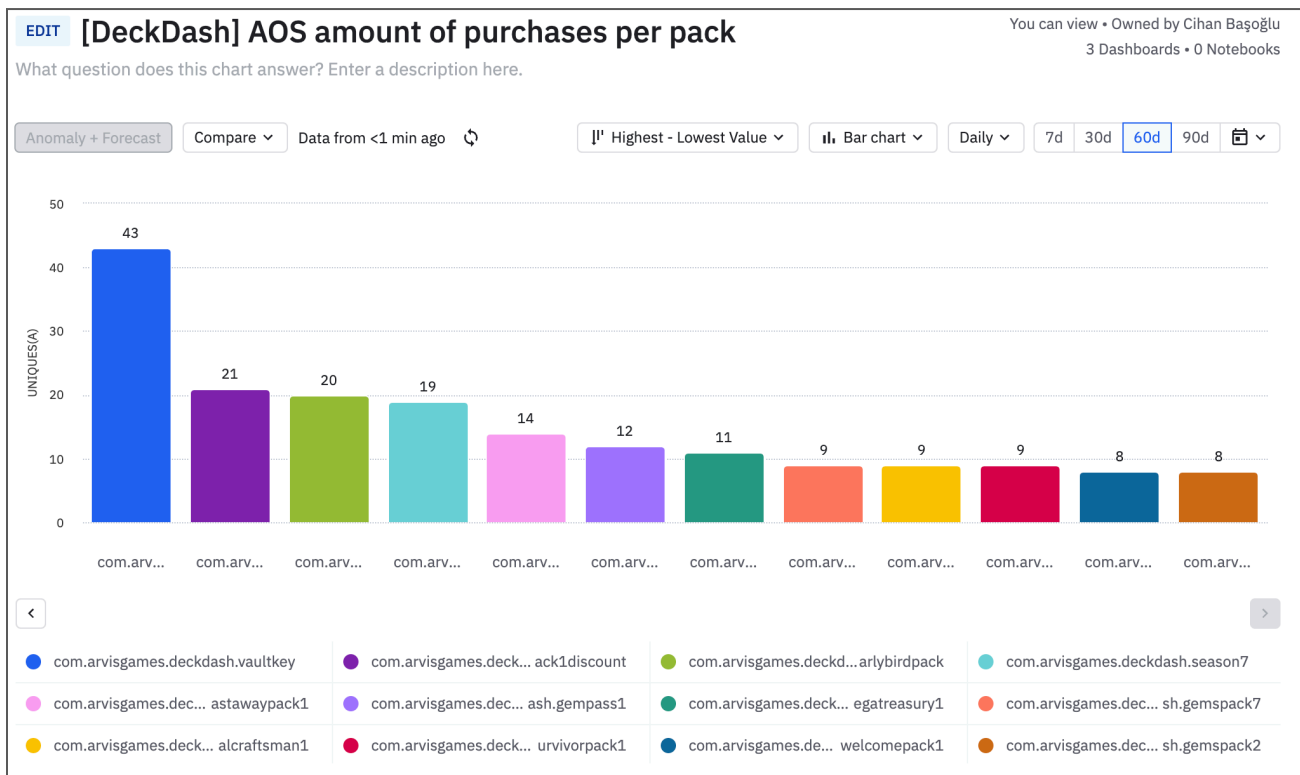 EDIT [DeckDash] AOS amount of purchases per pack
You can view • Owned by Cihan Başoğlu
3 Dashboards • 0 Notebooks
What question does this chart answer? Enter a description here.
Anomaly + Forecast Compare Data from <1 min ago Highest - Lowest Value Bar chart Daily 7d 30d 60d 90d
50
40
30
20
10
0
UNIQUES(A)
43 21 20 19 14 12 11 9 9 9 8 8
com.arv... com.arv... com.arv... com.arv... com.arv... com.arv... com.arv... com.arv... com.arv... com.arv... com.arv... com.arv...
com.arvisgames.deckdash.vaultkey com.arvisgames.deck... ack1discount com.arvisgames.deckd...arlybirdpack com.arvisgames.deckdash.season7
com.arvisgames.dec... astawaypack1 com.arvisgames.dec... ash.gempass1 com.arvisgames.deck... egatreasury1 com.arvisgames.dec... sh.gemspack7
com.arvisgames.deck... alcraftsman1 com.arvisgames.deck... urvivorpack1 com.arvisgames.de... welcomepack1 com.arvisgames.dec... sh.gemspack2